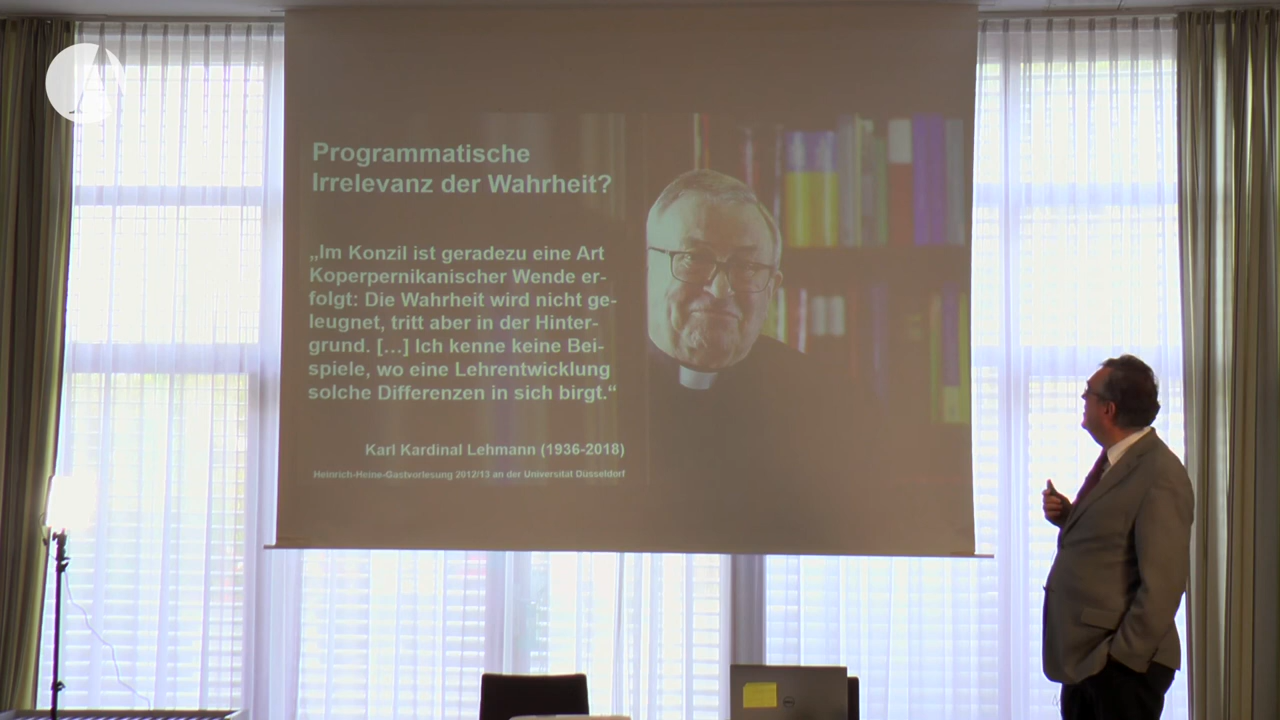 Programmatische
Irrelevanz der Wahrheit?
„Im Konzil ist geradezu eine Art
Koperpernikanischer Wende er-
folgt: Die Wahrheit wird nicht ge-
leugnet, tritt aber in der Hinter-
grund. […] Ich kenne keine Bei-
spiele, wo eine Lehrentwicklung
solche Differenzen in sich birgt.“
Karl Kardinal Lehmann (1936-2018)
Heinrich-Heine-Gastvorlesung 2012/13 an der Universität Düsseldorf
DELL